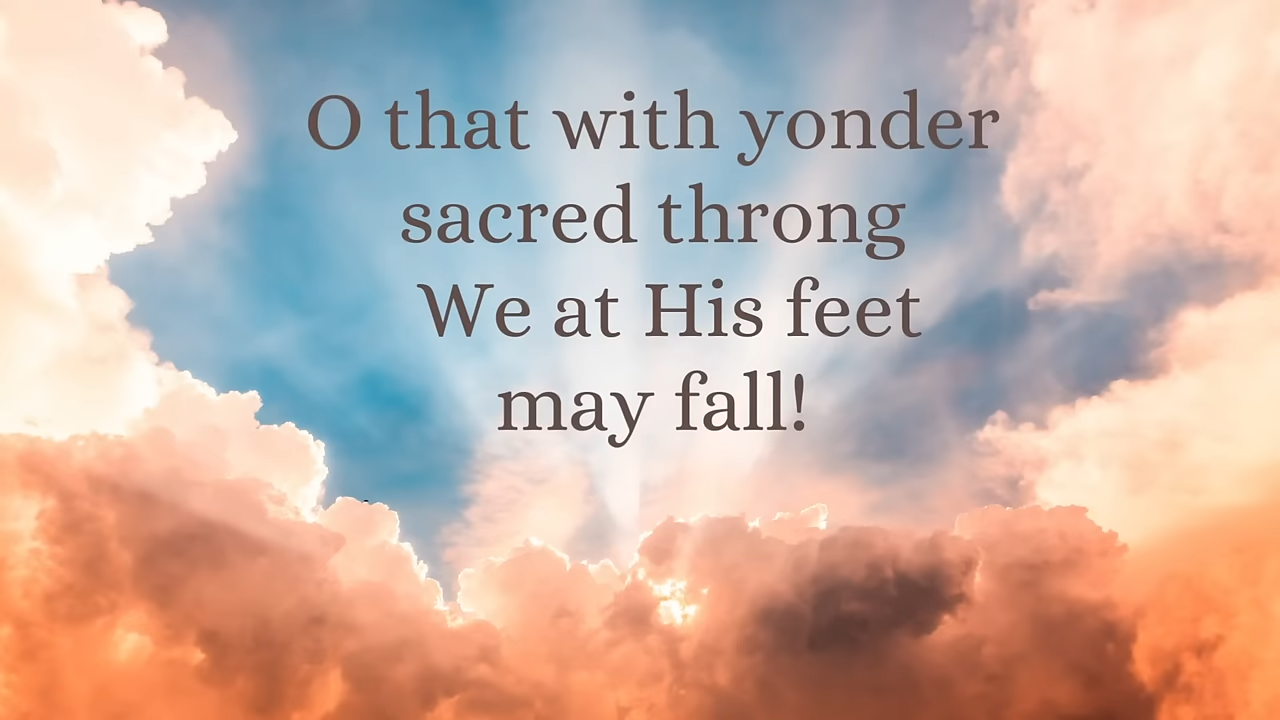 O that with yonder
sacred throng
We at His feet
may fall!